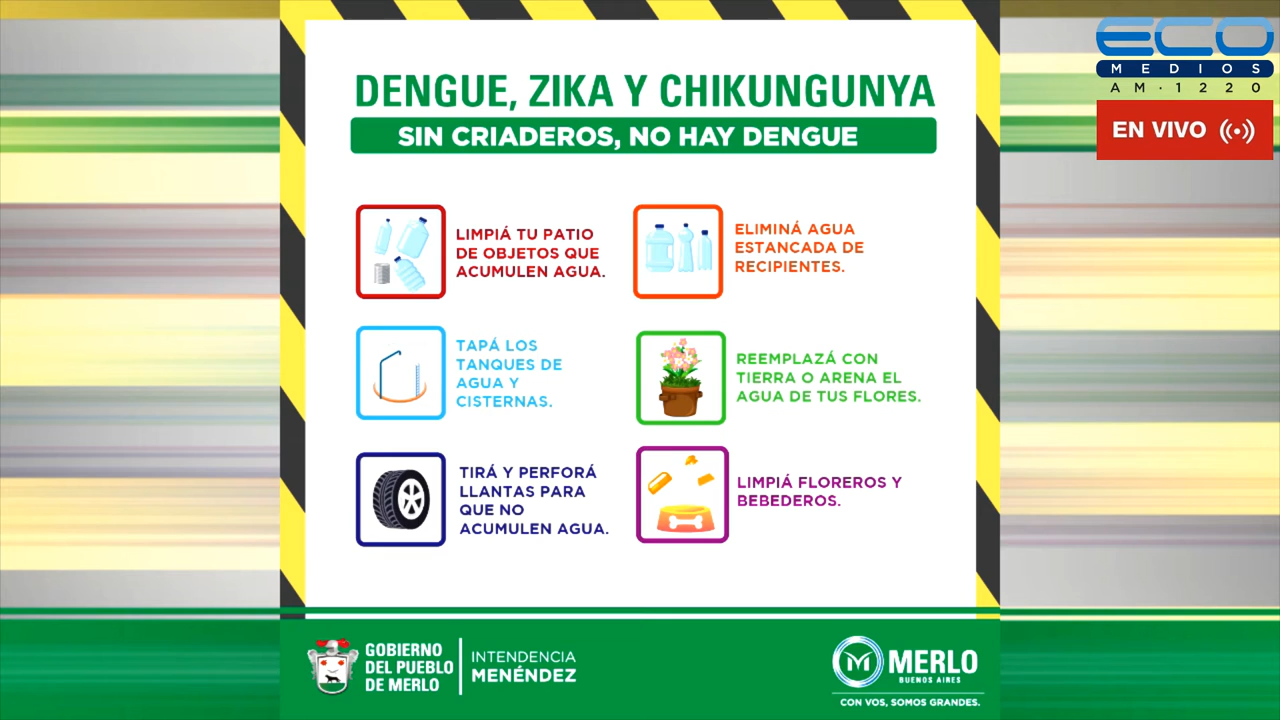 ECO
MEDIOS
AM·1220
EN VIVO
DENGUE, ZIKA Y CHIKUNGUNYA
SIN CRIADEROS, NO HAY DENGUE
LIMPIÁ TU PATIO
DE OBJETOS QUE
ACUMULEN AGUA.
ELIMINÁ AGUA
ESTANCADA DE
RECIPIENTES.
TAPÁ LOS
TANQUES DE
AGUA Y
CISTERNAS.
REEMPLAZÁ CON
TIERRA O ARENA EL
AGUA DE TUS FLORES.
TIRÁ Y PERFORÁ
LLANTAS PARA
QUE NO
ACUMULEN AGUA.
LIMPIÁ FLOREROS Y
BEBEDEROS.
GOBIERNO
DEL PUEBLO
DE MERLO
INTENDENCIA
MENÉNDEZ
MERLO
BUENOS AIRES
CON VOS, SOMOS GRANDES.